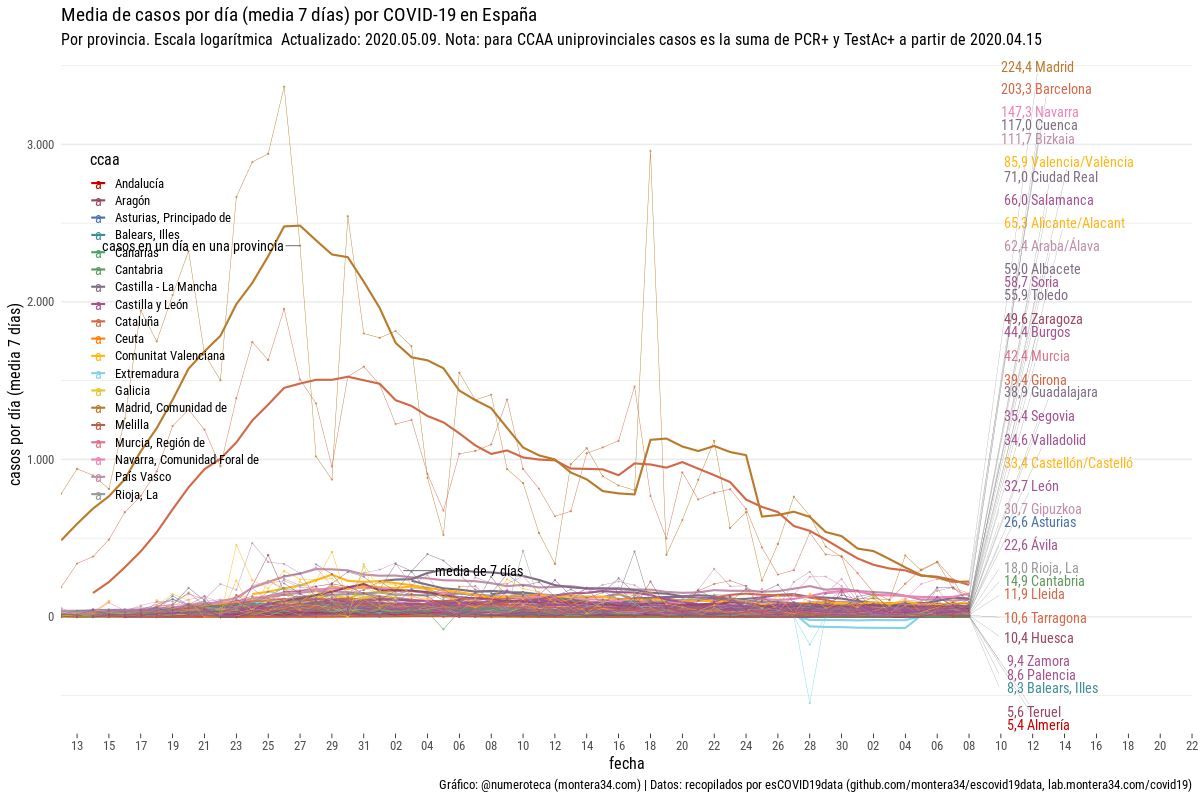 Media de casos por día (media 7 días) por COVID-19 en España
Por provincia. Escala logarítmica  Actualizado: 2020.05.09. Nota: para CCAA uniprovinciales casos es la suma de PCR+ y TestAc+ a partir de 2020.04.15
casos por día (media 7 días)
3.000
2.000
1.000
0
ccaa
Andalucía
Aragón
Asturias, Principado de
Balears, Illes
Canarias
Cantabria
Castilla - La Mancha
Castilla y León
Cataluña
Ceuta
Comunitat Valenciana
Extremadura
Galicia
Madrid, Comunidad de
Melilla
Murcia, Región de
Navarra, Comunidad Foral de
País Vasco
Rioja, La
casos en un día en una provincia
media de 7 días
224,4 Madrid
203,3 Barcelona
147,3 Navarra
117,0 Cuenca
111,7 Bizkaia
85,9 Valencia/València
71,0 Ciudad Real
66,0 Salamanca
65,3 Alicante/Alacant
62,4 Araba/Álava
59,0 Albacete
58,7 Soria
55,9 Toledo
49,6 Zaragoza
44,4 Burgos
42,4 Murcia
39,4 Girona
38,9 Guadalajara
35,4 Segovia
34,6 Valladolid
33,4 Castellón/Castelló
32,7 León
30,7 Gipuzkoa
26,6 Asturias
22,6 Ávila
18,0 Rioja, La
14,9 Cantabria
11,9 Lleida
10,6 Tarragona
10,4 Huesca
9,4 Zamora
8,6 Palencia
8,3 Balears, Illes
5,6 Teruel
5,4 Almería
13 15 17 19 21 23 25 27 29 31 02 04 06 08 10 12 14 16 18 20 22 24 26 28 30 02 04 06 08 10 12 14 16 18 20 22
fecha
Gráfico: @numeroteca (montera34.com) | Datos: recopilados por esCOVID19data (github.com/montera34/escovid19data, lab.montera34.com/covid19)